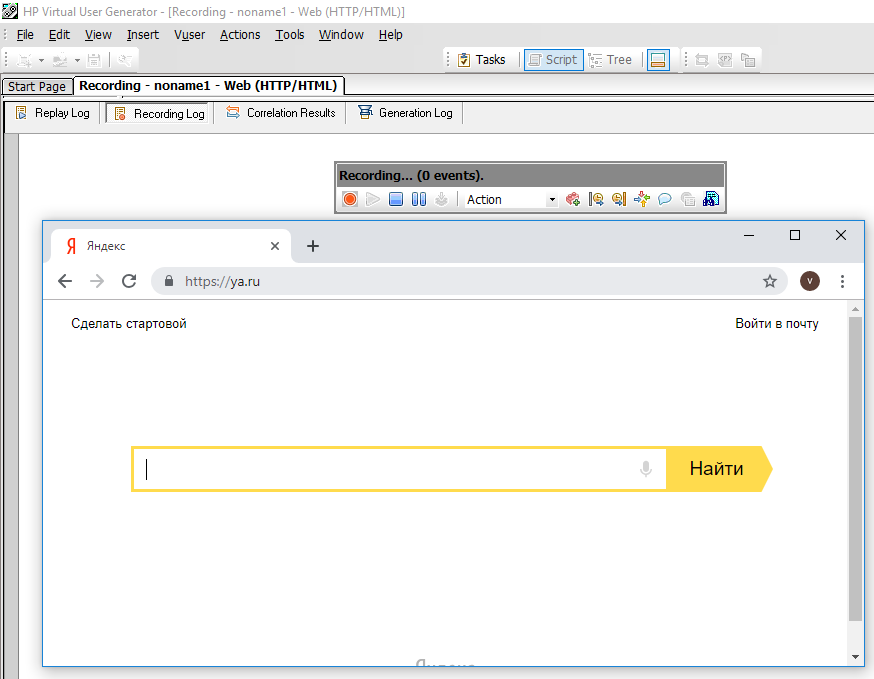 HP Virtual User Generator - [Recording - noname1 - Web (HTTP/HTML)]
File Edit View Insert Vuser Actions Tools Window Help
Tasks Script Tree
Start Page Recording - noname1 - Web (HTTP/HTML)
Replay Log Recording Log Correlation Results Generation Log
Recording... (0 events).
Action
Яндекс
https://ya.ru
v
Сделать стартовой Войти в почту
Найти